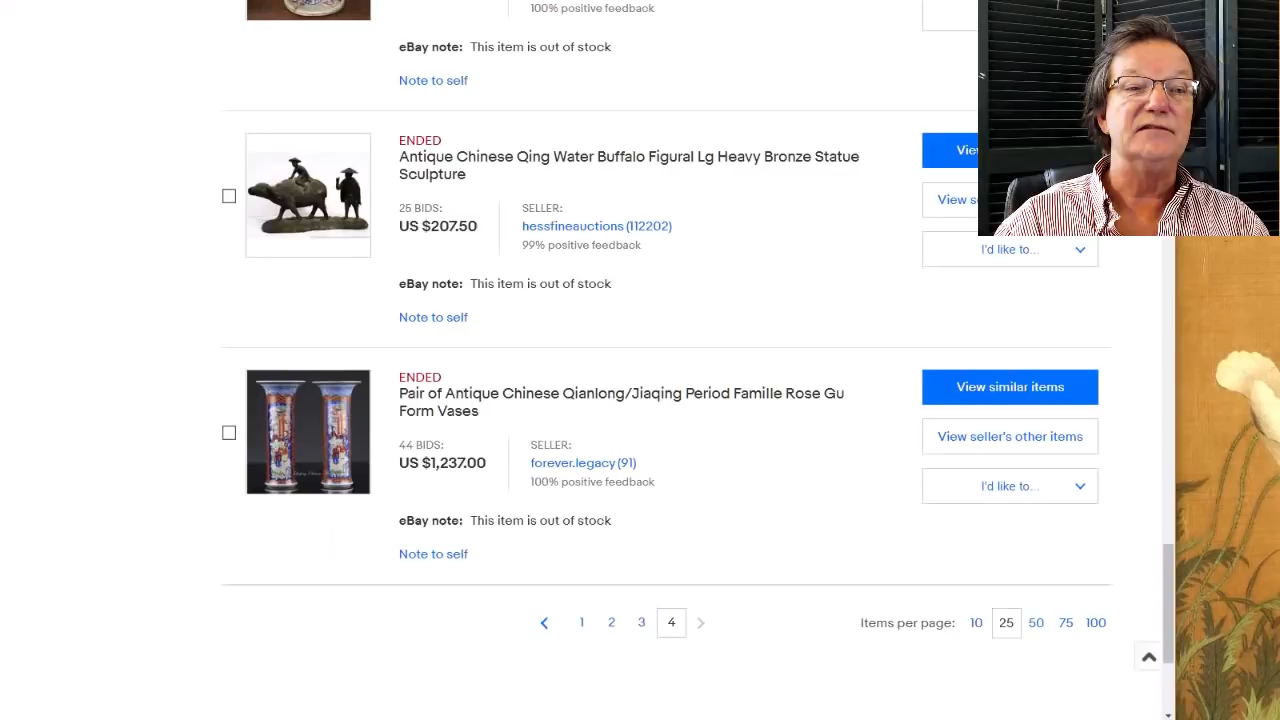 100% positive feedback
eBay note: This item is out of stock
Note to self
ENDED
Antique Chinese Qing Water Buffalo Figural Lg Heavy Bronze Statue
Sculpture
25 BIDS:
US $207.50
SELLER:
hessfineauctions (112202)
99% positive feedback
View s
I'd like to...
eBay note: This item is out of stock
Note to self
ENDED
Pair of Antique Chinese Qianlong/Jiaqing Period Famille Rose Gu
Form Vases
44 BIDS:
US $1,237.00
SELLER:
forever.legacy (91)
100% positive feedback
View similar items
View seller's other items
I'd like to...
eBay note: This item is out of stock
Note to self
1 2 3 4
Items per page: 10 25 50 75 100